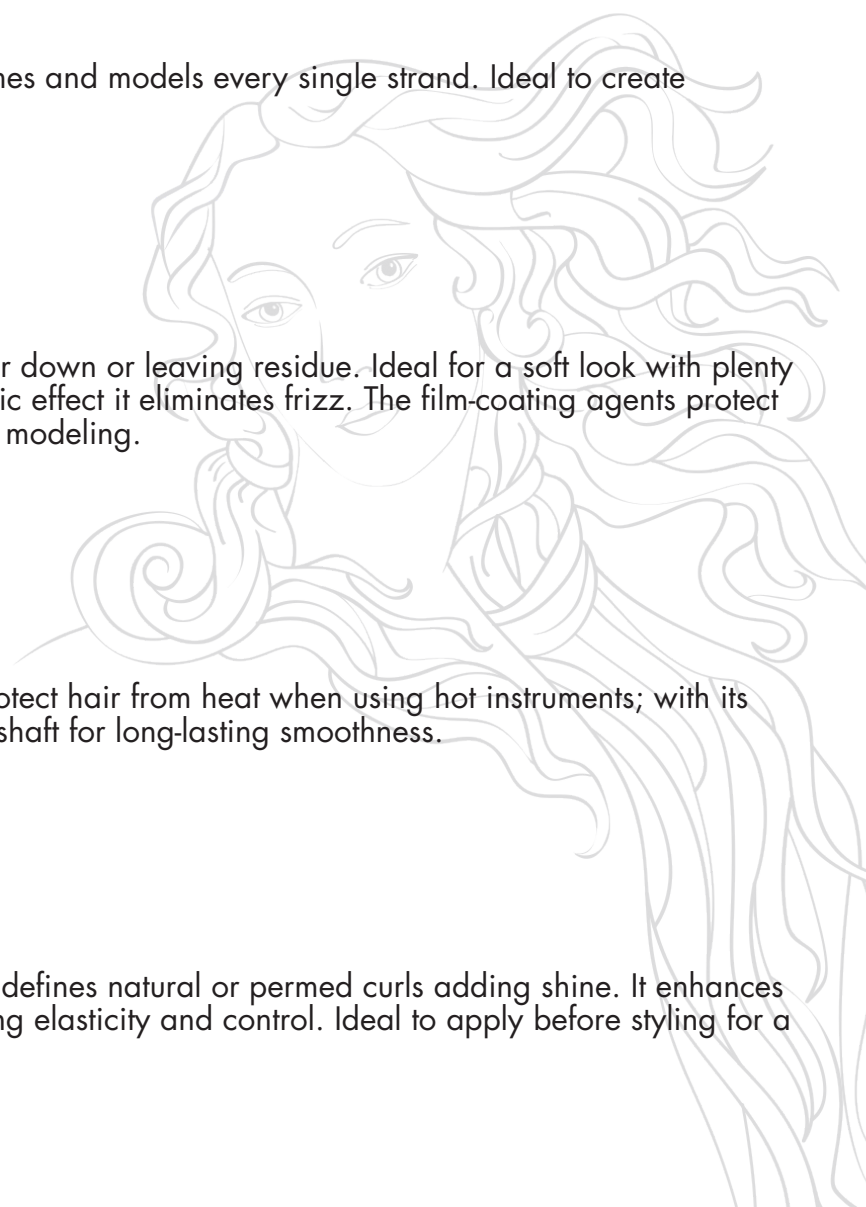 nes and models every single strand. Ideal to create
r down or leaving residue. Ideal for a soft look with plenty
ic effect it eliminates frizz. The film-coating agents protect
modeling.
otect hair from heat when using hot instruments; with its
shaft for long-lasting smoothness.
defines natural or permed curls adding shine. It enhances
ng elasticity and control. Ideal to apply before styling for a